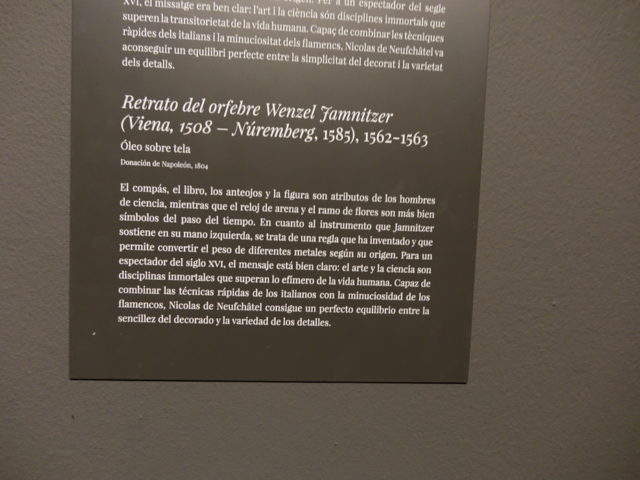 origen. Per a un espectador del segle
XVI, el missatge era ben clar: l'art i la ciència són disciplines immortals que
superen la transitorietat de la vida humana. Capaç de combinar les tècniques
ràpides dels italians i la minuciositat dels flamencs, Nicolas de Neufchâtel va
aconseguir un equilibri perfecte entre la simplicitat del decorat i la varietat
dels detalls.
Retrato del orfebre Wenzel Jamnitzer
(Viena, 1508 – Núremberg, 1585), 1562-1563
Óleo sobre tela
Donación de Napoleón, 1804
El compás, el libro, los anteojos y la figura son atributos de los hombres
de ciencia, mientras que el reloj de arena y el ramo de flores son más bien
símbolos del paso del tiempo. En cuanto al instrumento que Jamnitzer
sostiene en su mano izquierda, se trata de una regla que ha inventado y que
permite convertir el peso de diferentes metales según su origen. Para un
espectador del siglo XVI, el mensaje está bien claro: el arte y la ciencia son
disciplinas inmortales que superan lo efímero de la vida humana. Capaz de
combinar las técnicas rápidas de los italianos con la minuciosidad de los
flamencos, Nicolas de Neufchâtel consigue un perfecto equilibrio entre la
sencillez del decorado y la variedad de los detalles.